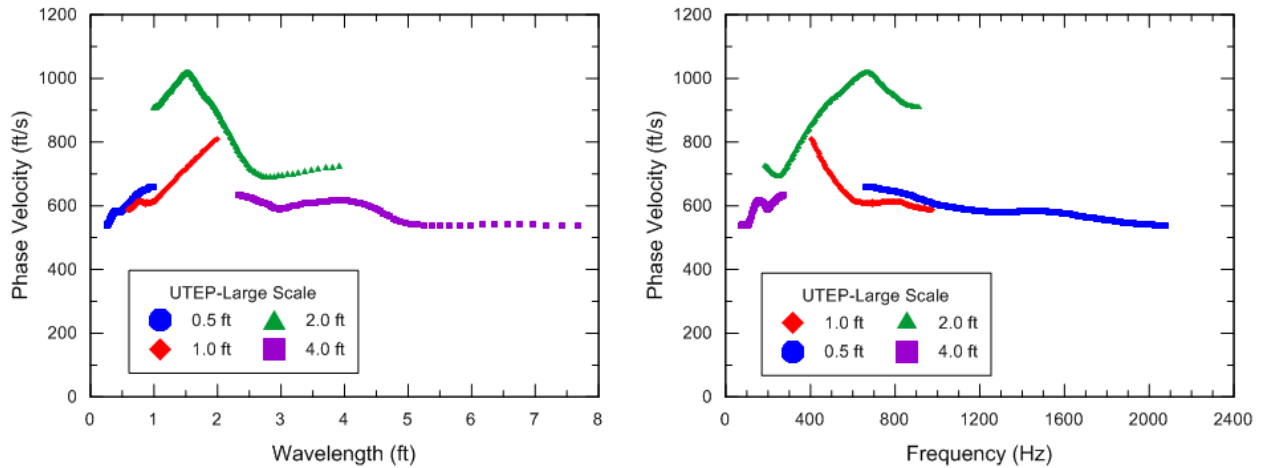 1200
1000
800
600
400
200
0
Phase Velocity (ft/s)
UTEP-Large Scale
0.5 ft
2.0 ft
1.0 ft
4.0 ft
0 1 2 3 4 5 6 7 8
Wavelength (ft)
1200
1000
800
600
400
200
0
Phase Velocity (ft/s)
UTEP-Large Scale
1.0 ft
2.0 ft
0.5 ft
4.0 ft
0 400 800 1200 1600 2000 2400
Frequency (Hz)